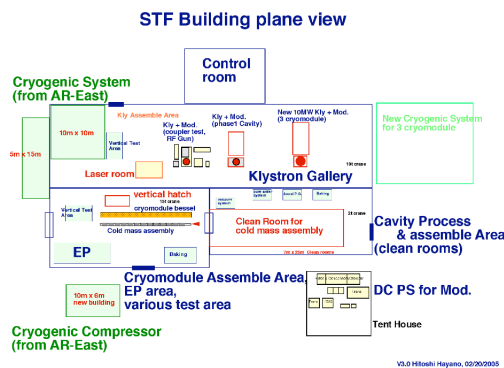 STF Building plane view
Control
room
Cryogenic System
(from AR-East)
Kly Assemble Area
Kly + Mod.
(coupler test,
RF Gun)
Kly + Mod.
(phase1 Cavity)
New 10MW Kly + Mod.
(3 cryomodule)
New Cryogenic System
for 3 cryomodule
10m x 10m
Vertical Test
Area
5m x 15m
Laser room
Klystron Gallery
vertical hatch
cryomodule bessel
Vertical Test
Area
Cold mass assembly
Baking
Clean Room for
cold mass assembly
Cavity Process
& assemble Area
(clean rooms)
EP
Baking
Cryomodule Assemble Area,
EP area,
various test area
10m x 6m
new building
DC PS for Mod.
Tent House
Cryogenic Compressor
(from AR-East)
V3.0 Hitoshi Hayano, 02/20/2005